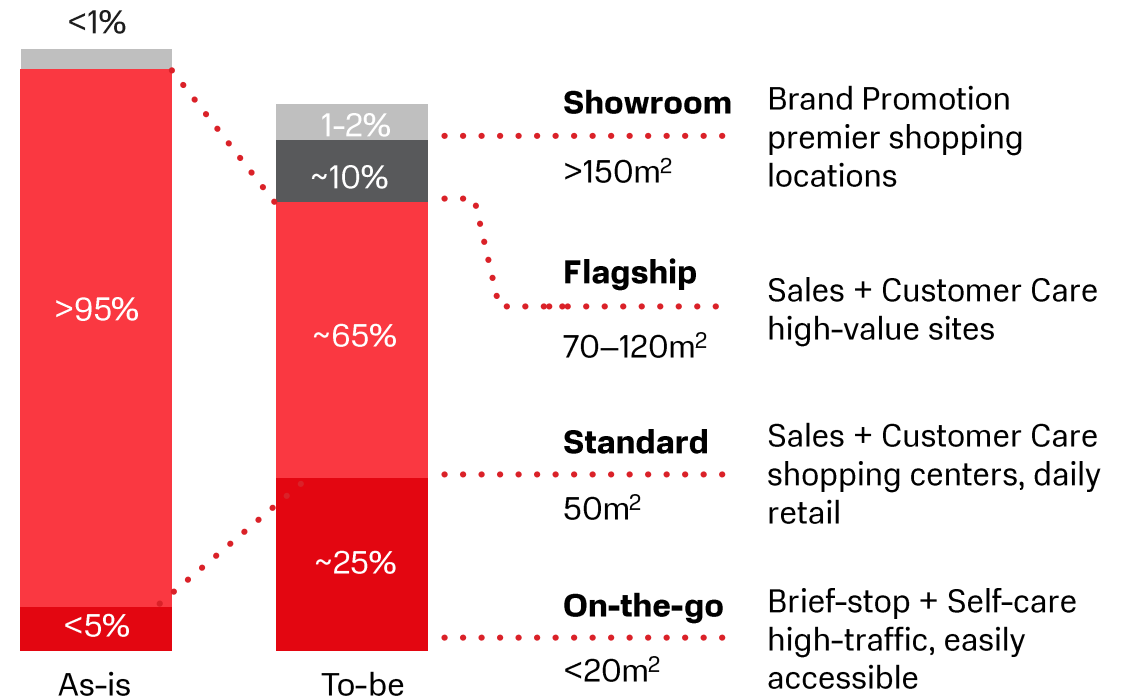 <1%
>95%
<5%
As-is
1-2%
~10%
~65%
~25%
To-be
Showroom
>150m²
Brand Promotion
premier shopping
locations
Flagship
70–120m²
Sales + Customer Care
high-value sites
Standard
50m²
Sales + Customer Care
shopping centers, daily
retail
On-the-go
<20m²
Brief-stop + Self-care
high-traffic, easily
accessible